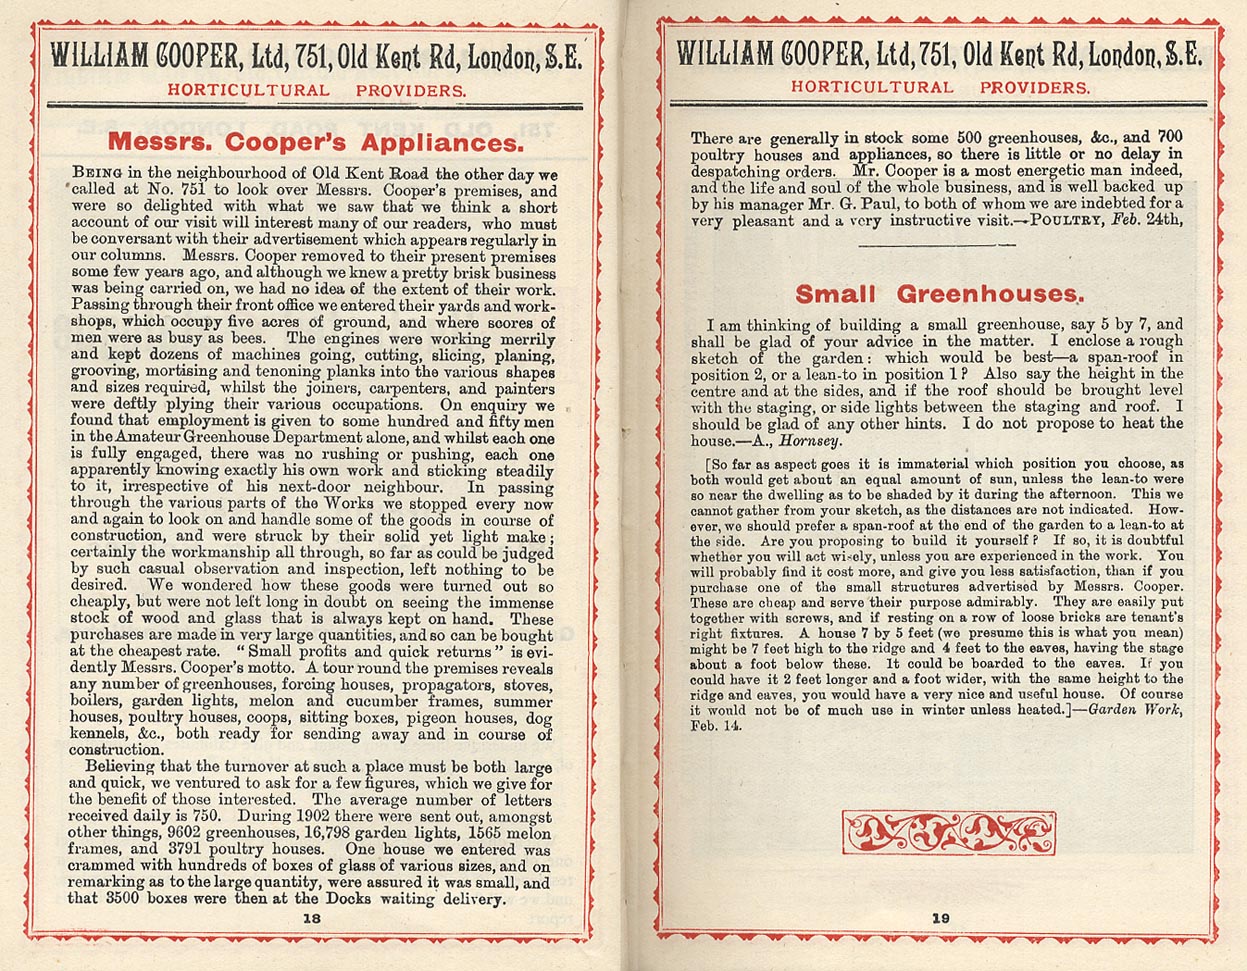 WILLIAM COOPER, Ltd, 751, Old Kent Rd, London, S.E.
HORTICULTURAL PROVIDERS.
Messrs. Cooper's Appliances.
BEING in the neighbourhood of Old Kent Road the other day we
called at No. 751 to look over Messrs. Cooper's premises, and
were so delighted with what we saw that we think a short
account of our visit will interest many of our readers, who must
be conversant with their advertisement which appears regularly in
our columns. Messrs. Cooper removed to their present premises
some few years ago, and although we knew a pretty brisk business
was being carried on, we had no idea of the extent of their work.
Passing through their front office we entered their yards and work-
shops, which occupy five acres of ground, and where scores of
men were as busy as bees. The engines were working merrily
and kept dozens of machines going, cutting, slicing, planing,
grooving, mortising and tenoning planks into the various shapes
and sizes required, whilst the joiners, carpenters, and painters
were deftly plying their various occupations. On enquiry we
found that employment is given to some hundred and fifty men
in the Amateur Greenhouse Department alone, and whilst each one
is fully engaged, there was no rushing or pushing, each one
apparently knowing exactly his own work and sticking steadily
to it, irrespective of his next-door neighbour. In passing
through the various parts of the Works we stopped every now
and again to look on and handle some of the goods in course of
construction, and were struck by their solid yet light make;
certainly the workmanship all through, so far as could be judged
by such casual observation and inspection, left nothing to be
desired. We wondered how these goods were turned out so
cheaply, but were not left long in doubt on seeing the immense
stock of wood and glass that is always kept on hand. These
purchases are made in very large quantities, and so can be bought
at the cheapest rate. "Small profits and quick returns" is evi-
dently Messrs. Cooper's motto. A tour round the premises reveals
any number of greenhouses, forcing houses, propagators, stoves,
boilers, garden lights, melon and cucumber frames, summer
houses, poultry houses, coops, sitting boxes, pigeon houses, dog
kennels, &c., both ready for sending away and in course of
construction.
Believing that the turnover at such a place must be both large
and quick, we ventured to ask for a few figures, which we give for
the benefit of those interested. The average number of letters
received daily is 750. During 1902 there were sent out, amongst
other things, 9602 greenhouses, 16,798 garden lights, 1565 melon
frames, and 3791 poultry houses. One house we entered was
crammed with hundreds of boxes of glass of various sizes, and on
remarking as to the large quantity, were assured it was small, and
that 3500 boxes were then at the Docks waiting delivery.
18
WILLIAM COOPER, Ltd, 751, Old Kent Rd, London, S.E.
HORTICULTURAL PROVIDERS.
There are generally in stock some 500 greenhouses, &c., and 700
poultry houses and appliances, so there is little or no delay in
despatching orders. Mr. Cooper is a most energetic man indeed,
and the life and soul of the whole business, and is well backed up
by his manager Mr. G. Paul, to both of whom we are indebted for a
very pleasant and a very instructive visit.—POULTRY, Feb. 24th,
Small Greenhouses.
I am thinking of building a small greenhouse, say 5 by 7, and
shall be glad of your advice in the matter. I enclose a rough
sketch of the garden: which would be best—a span-roof in
position 2, or a lean-to in position 1? Also say the height in the
centre and at the sides, and if the roof should be brought level
with the staging, or side lights between the staging and roof. I
should be glad of any other hints. I do not propose to heat the
house.—A., Hornsey.
[So far as aspect goes it is immaterial which position you choose, as
both would get about an equal amount of sun, unless the lean-to were
so near the dwelling as to be shaded by it during the afternoon. This we
cannot gather from your sketch, as the distances are not indicated. How-
ever, we should prefer a span-roof at the end of the garden to a lean-to at
the side. Are you proposing to build it yourself? If so, it is doubtful
whether you will act wisely, unless you are experienced in the work. You
will probably find it cost more, and give you less satisfaction, than if you
purchase one of the small structures advertised by Messrs. Cooper.
These are cheap and serve their purpose admirably. They are easily put
together with screws, and if resting on a row of loose bricks are tenant's
right fixtures. A house 7 by 5 feet (we presume this is what you mean)
might be 7 feet high to the ridge and 4 feet to the eaves, having the stage
about a foot below these. It could be boarded to the eaves. If you
could have it 2 feet longer and a foot wider, with the same height to the
ridge and eaves, you would have a very nice and useful house. Of course
it would not be of much use in winter unless heated.]—Garden Work,
Feb. 14.
19